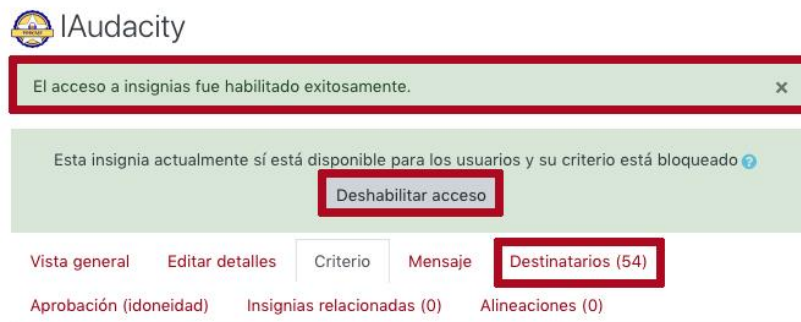 IAudacity
El acceso a insignias fue habilitado exitosamente. ×
Esta insignia actualmente sí está disponible para los usuarios y su criterio está bloqueado
Deshabilitar acceso
Vista general Editar detalles Criterio Mensaje Destinatarios (54)
Aprobación (idoneidad) Insignias relacionadas (0) Alineaciones (0)